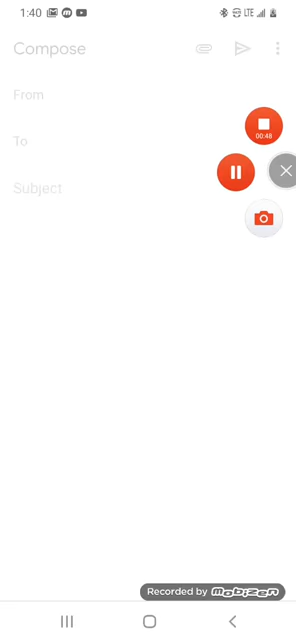 1:40 LTE
Compose
From
00:48
To
Subject
Recorded by mobizen